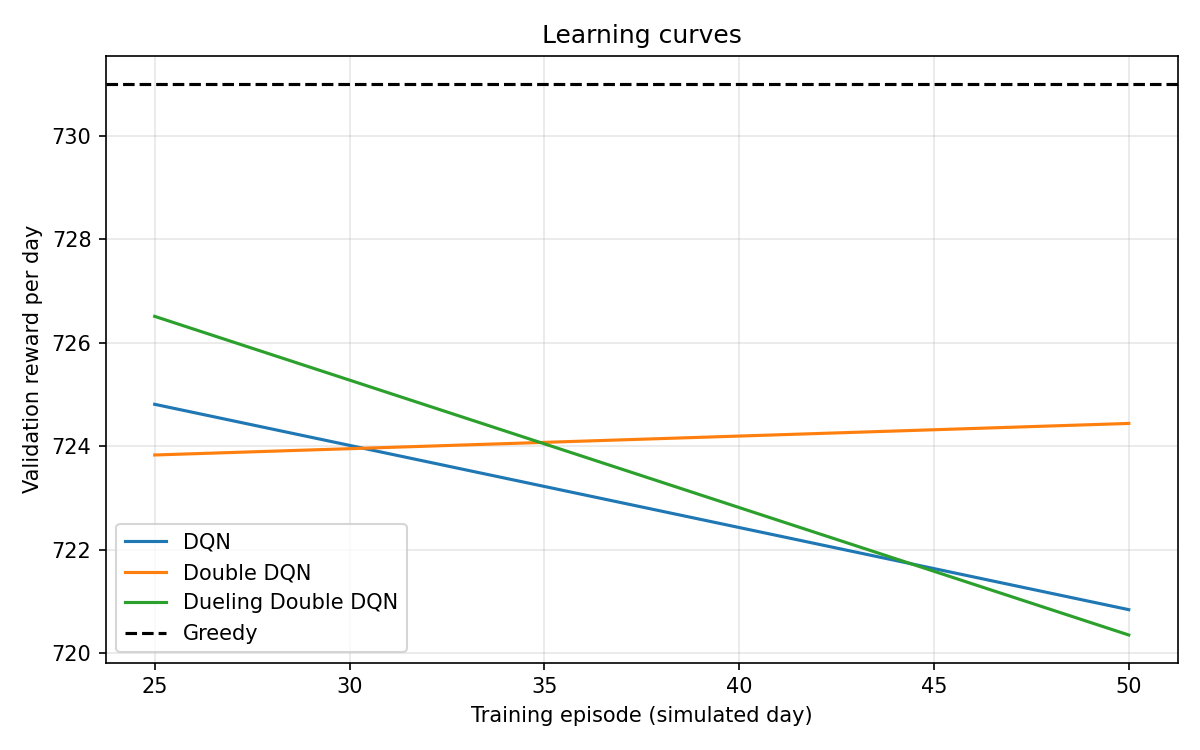 Learning curves
Validation reward per day
730
728
726
724
722
720
DQN
Double DQN
Dueling Double DQN
Greedy
25
30
35
40
45
50
Training episode (simulated day)